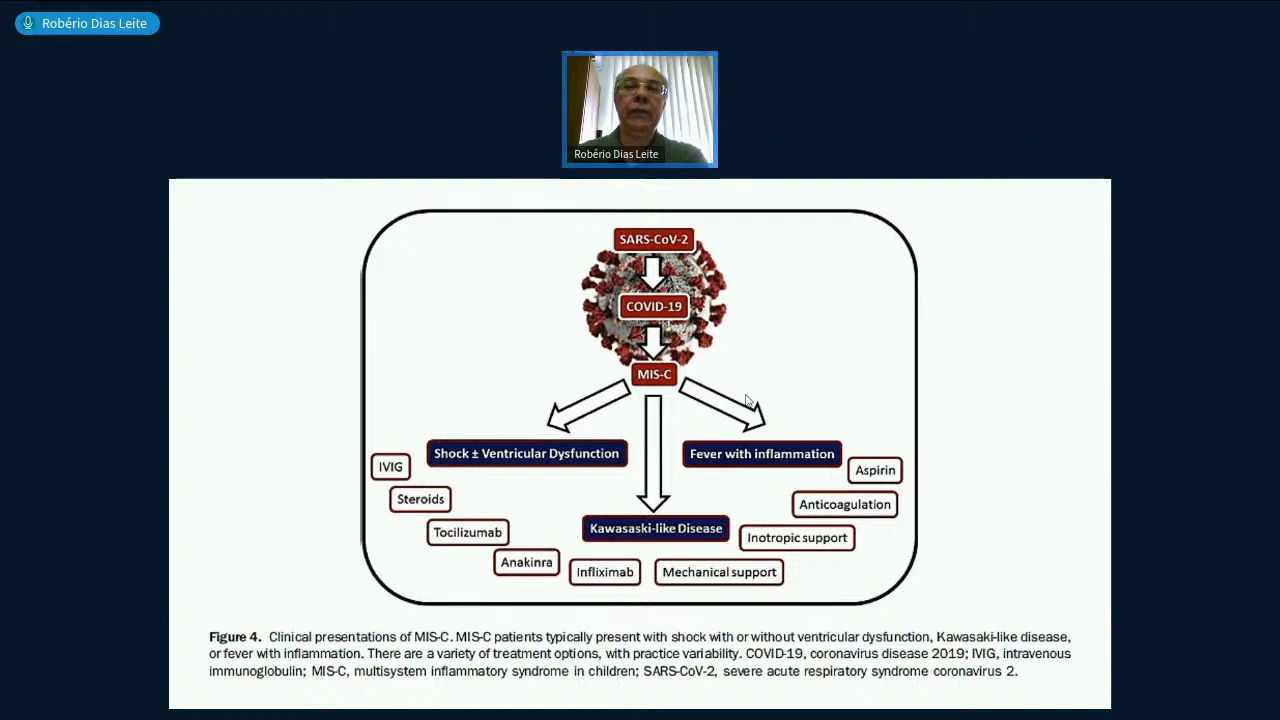 Robério Dias Leite
Robério Dias Leite
SARS-CoV-2
COVID-19
MIS-C
Shock ± Ventricular Dysfunction
Fever with inflammation
Kawasaski-like Disease
IVIG
Steroids
Tocilizumab
Anakinra
Infliximab
Mechanical support
Inotropic support
Anticoagulation
Aspirin
Figure 4. Clinical presentations of MIS-C. MIS-C patients typically present with shock with or without ventricular dysfunction, Kawasaki-like disease,
or fever with inflammation. There are a variety of treatment options, with practice variability. COVID-19, coronavirus disease 2019; IVIG, intravenous
immunoglobulin; MIS-C, multisystem inflammatory syndrome in children; SARS-CoV-2, severe acute respiratory syndrome coronavirus 2.